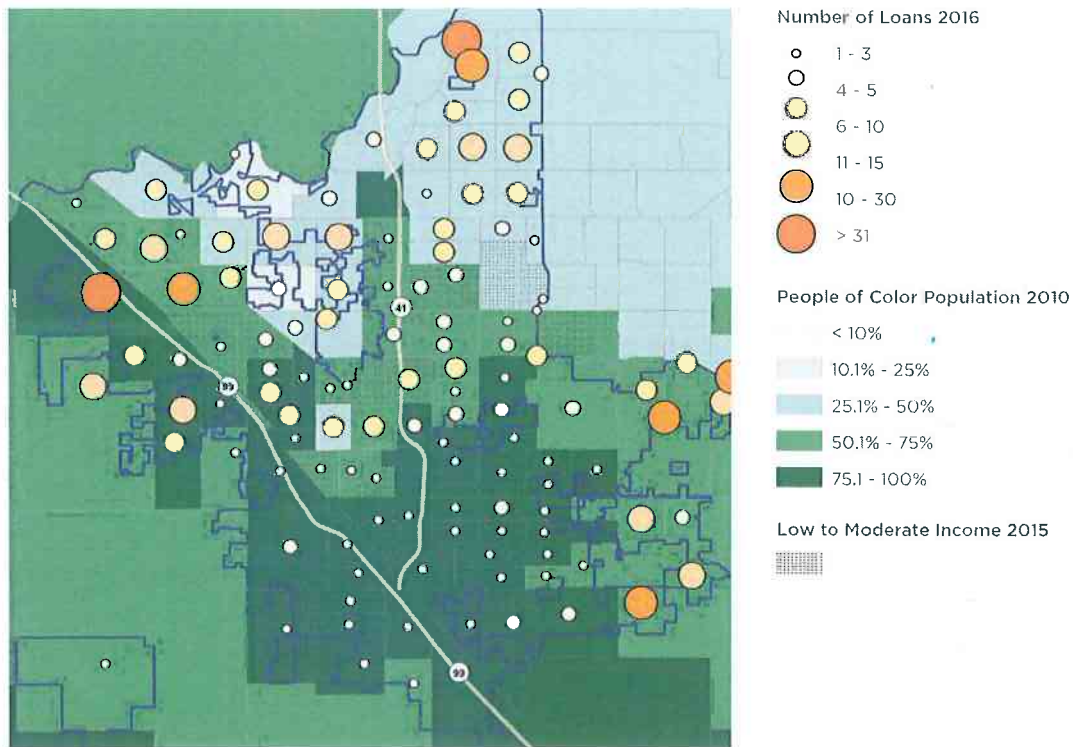 Number of Loans 2016
1 - 3
4 - 5
6 - 10
11 - 15
10 - 30
> 31
People of Color Population 2010
< 10%
10.1% - 25%
25.1% - 50%
50.1% - 75%
75.1 - 100%
Low to Moderate Income 2015
41
99
99